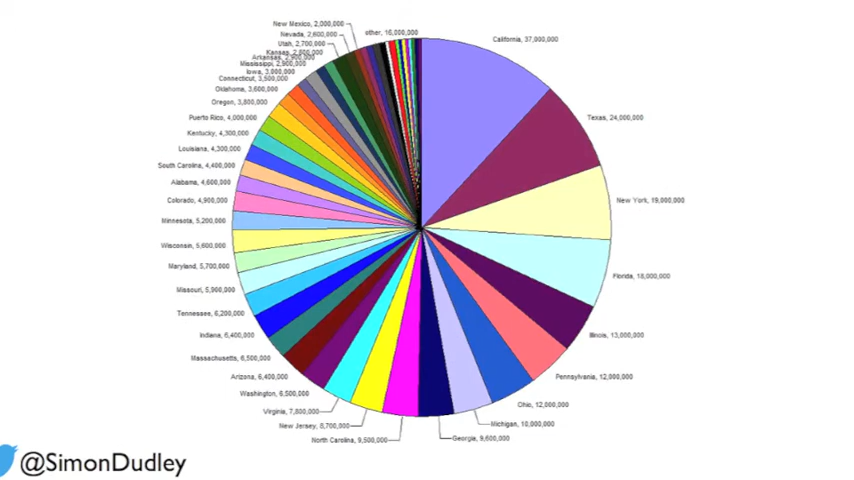 New Mexico, 2,000,000
Nevada, 2,600,000
Utah, 2,700,000
Kansas, 2,800,000
Arkansas, 2,900,000
Mississippi, 2,900,000
Iowa, 3,000,000
Connecticut, 3,500,000
Oklahoma, 3,600,000
Oregon, 3,800,000
Puerto Rico, 4,000,000
Kentucky, 4,300,000
Louisiana, 4,300,000
South Carolina, 4,400,000
Alabama, 4,600,000
Colorado, 4,900,000
Minnesota, 5,200,000
Wisconsin, 5,600,000
Maryland, 5,700,000
Missouri, 5,900,000
Tennessee, 6,200,000
Indiana, 6,400,000
Massachusetts, 6,500,000
Arizona, 6,400,000
Washington, 6,500,000
Virginia, 7,800,000
New Jersey, 8,700,000
North Carolina, 9,500,000
other, 16,000,000
California, 37,000,000
Texas, 24,000,000
New York, 19,000,000
Florida, 18,000,000
Illinois, 13,000,000
Pennsylvania, 12,000,000
Ohio, 12,000,000
Michigan, 10,000,000
Georgia, 9,600,000
@SimonDudley